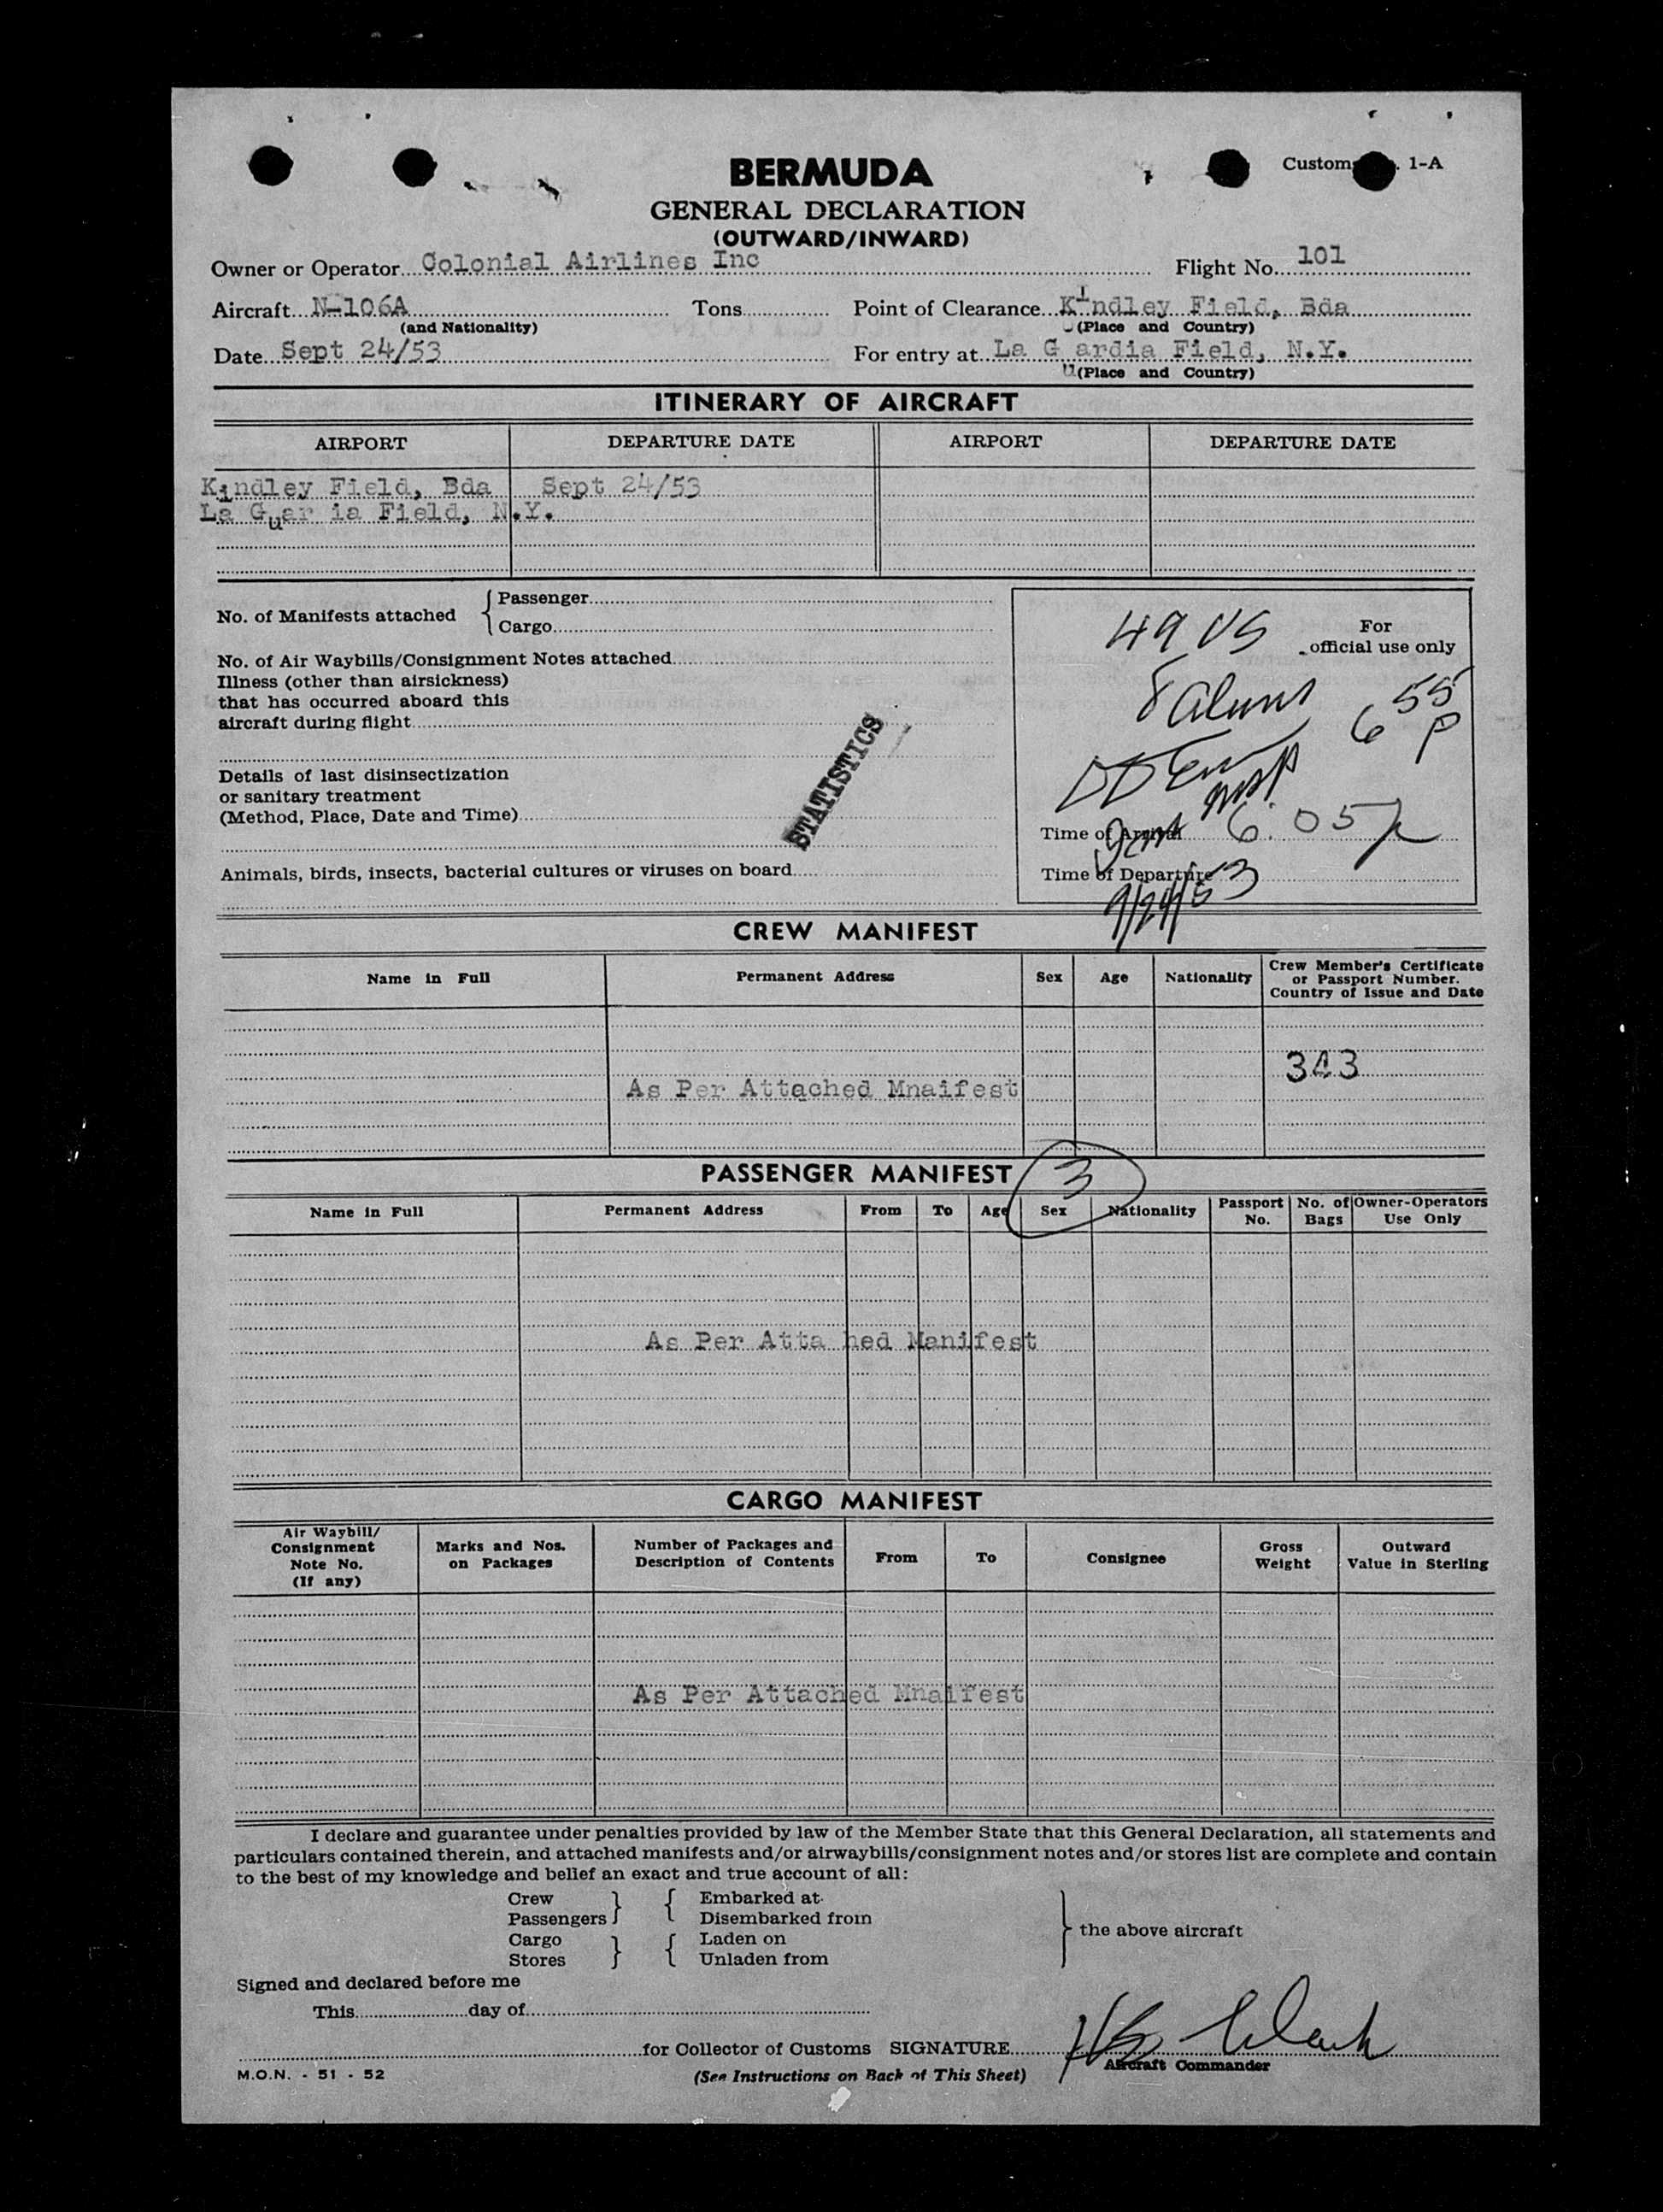 BERMUDA
Custom . 1-A
GENERAL DECLARATION
(OUTWARD/INWARD)
Owner or Operator Colonial Airlines Inc Flight No. 101
Aircraft N-106A Tons Point of Clearance Kindley Field, Bda
(and Nationality) (Place and Country)
Date Sept 24/53 For entry at La Guardia Field, N.Y.
(Place and Country)
ITINERARY OF AIRCRAFT
AIRPORT DEPARTURE DATE AIRPORT DEPARTURE DATE
Kindley Field, Bda Sept 24/53
La Guar ia Field, N.Y.
No. of Manifests attached
Passenger
Cargo
49 US
For
official use only
No. of Air Waybills/Consignment Notes attached
Illness (other than airsickness)
that has occurred aboard this
aircraft during flight
8 Aliens
6 55 P
STATISTICS
Details of last disinsectization
or sanitary treatment
(Method, Place, Date and Time)
Time of Arrival 6:05 p
Animals, birds, insects, bacterial cultures or viruses on board
Time of Departure
9/24/53
CREW MANIFEST
Name in Full Permanent Address Sex Age Nationality Crew Member's Certificate
or Passport Number.
Country of Issue and Date
343
As Per Attached Mnaifest
PASSENGER MANIFEST 3
Name in Full Permanent Address From To Age Sex Nationality Passport No. No. of Bags Owner-Operators Use Only
As Per Atta hed Manifest
CARGO MANIFEST
Air Waybill/
Consignment
Note No.
(If any)
Marks and Nos.
on Packages
Number of Packages and
Description of Contents
From To Consignee
Gross
Weight
Outward
Value in Sterling
As Per Attached Mnaifest
I declare and guarantee under penalties provided by law of the Member State that this General Declaration, all statements and
particulars contained therein, and attached manifests and/or airwaybills/consignment notes and/or stores list are complete and contain
to the best of my knowledge and belief an exact and true account of all:
Crew Embarked at
Passengers Disembarked from
Cargo Laden on
Stores Unladen from
the above aircraft
Signed and declared before me
This day of
for Collector of Customs SIGNATURE
Aircraft Commander
M.O.N. - 51 - 52 (See Instructions on Back of This Sheet)